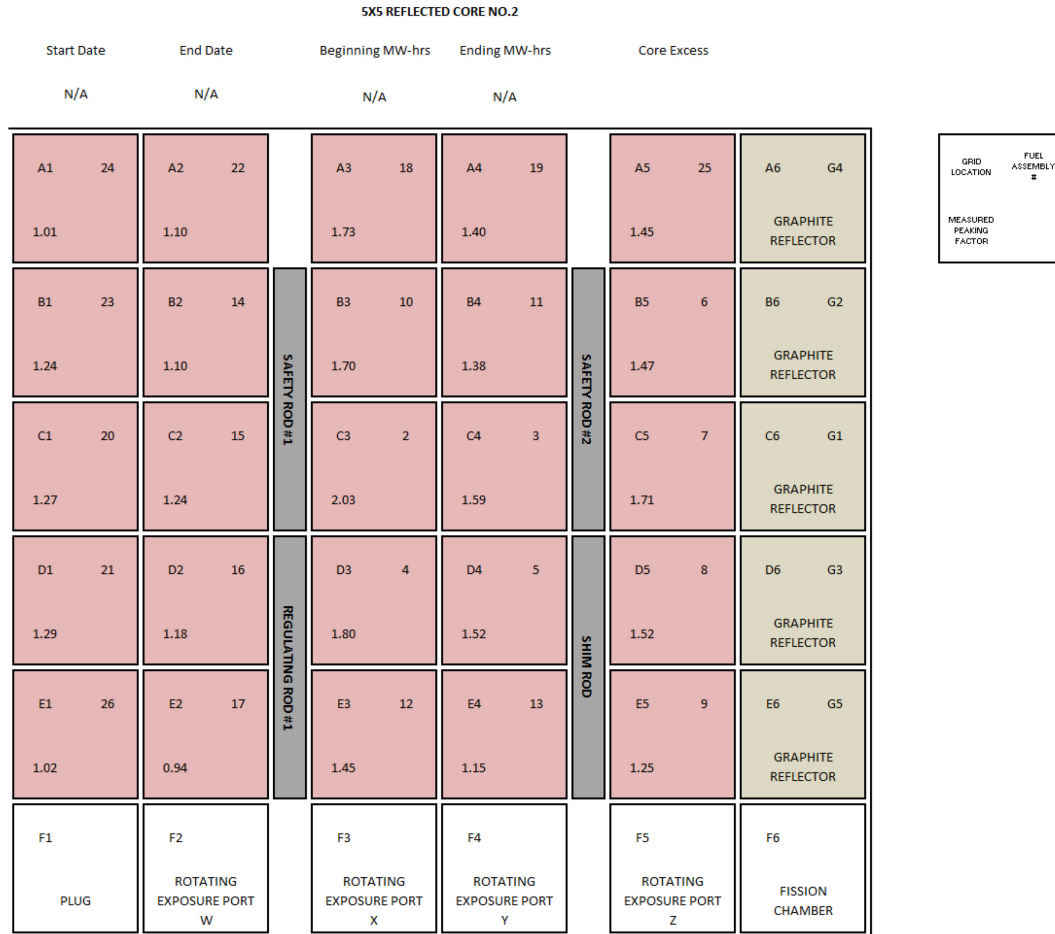 5X5 REFLECTED CORE NO.2
Start Date End Date Beginning MW-hrs Ending MW-hrs Core Excess
N/A N/A N/A N/A
A1 24 A2 22 A3 18 A4 19 A5 25 A6 G4
1.01 1.10 1.73 1.40 1.45 GRAPHITE
REFLECTOR
B1 23 B2 14 B3 10 B4 11 B5 6 B6 G2
1.24 1.10 1.70 1.38 1.47 GRAPHITE
REFLECTOR
SAFETY ROD #1
SAFETY ROD #2
C1 20 C2 15 C3 2 C4 3 C5 7 C6 G1
1.27 1.24 2.03 1.59 1.71 GRAPHITE
REFLECTOR
D1 21 D2 16 D3 4 D4 5 D5 8 D6 G3
1.29 1.18 1.80 1.52 1.52 GRAPHITE
REFLECTOR
REGULATING ROD #1
SHIM ROD
E1 26 E2 17 E3 12 E4 13 E5 9 E6 G5
1.02 0.94 1.45 1.15 1.25 GRAPHITE
REFLECTOR
F1 F2 F3 F4 F5 F6
PLUG
ROTATING
EXPOSURE PORT
W
ROTATING
EXPOSURE PORT
X
ROTATING
EXPOSURE PORT
Y
ROTATING
EXPOSURE PORT
Z
FISSION
CHAMBER
GRID
LOCATION
FUEL
ASSEMBLY
#
MEASURED
PEAKING
FACTOR